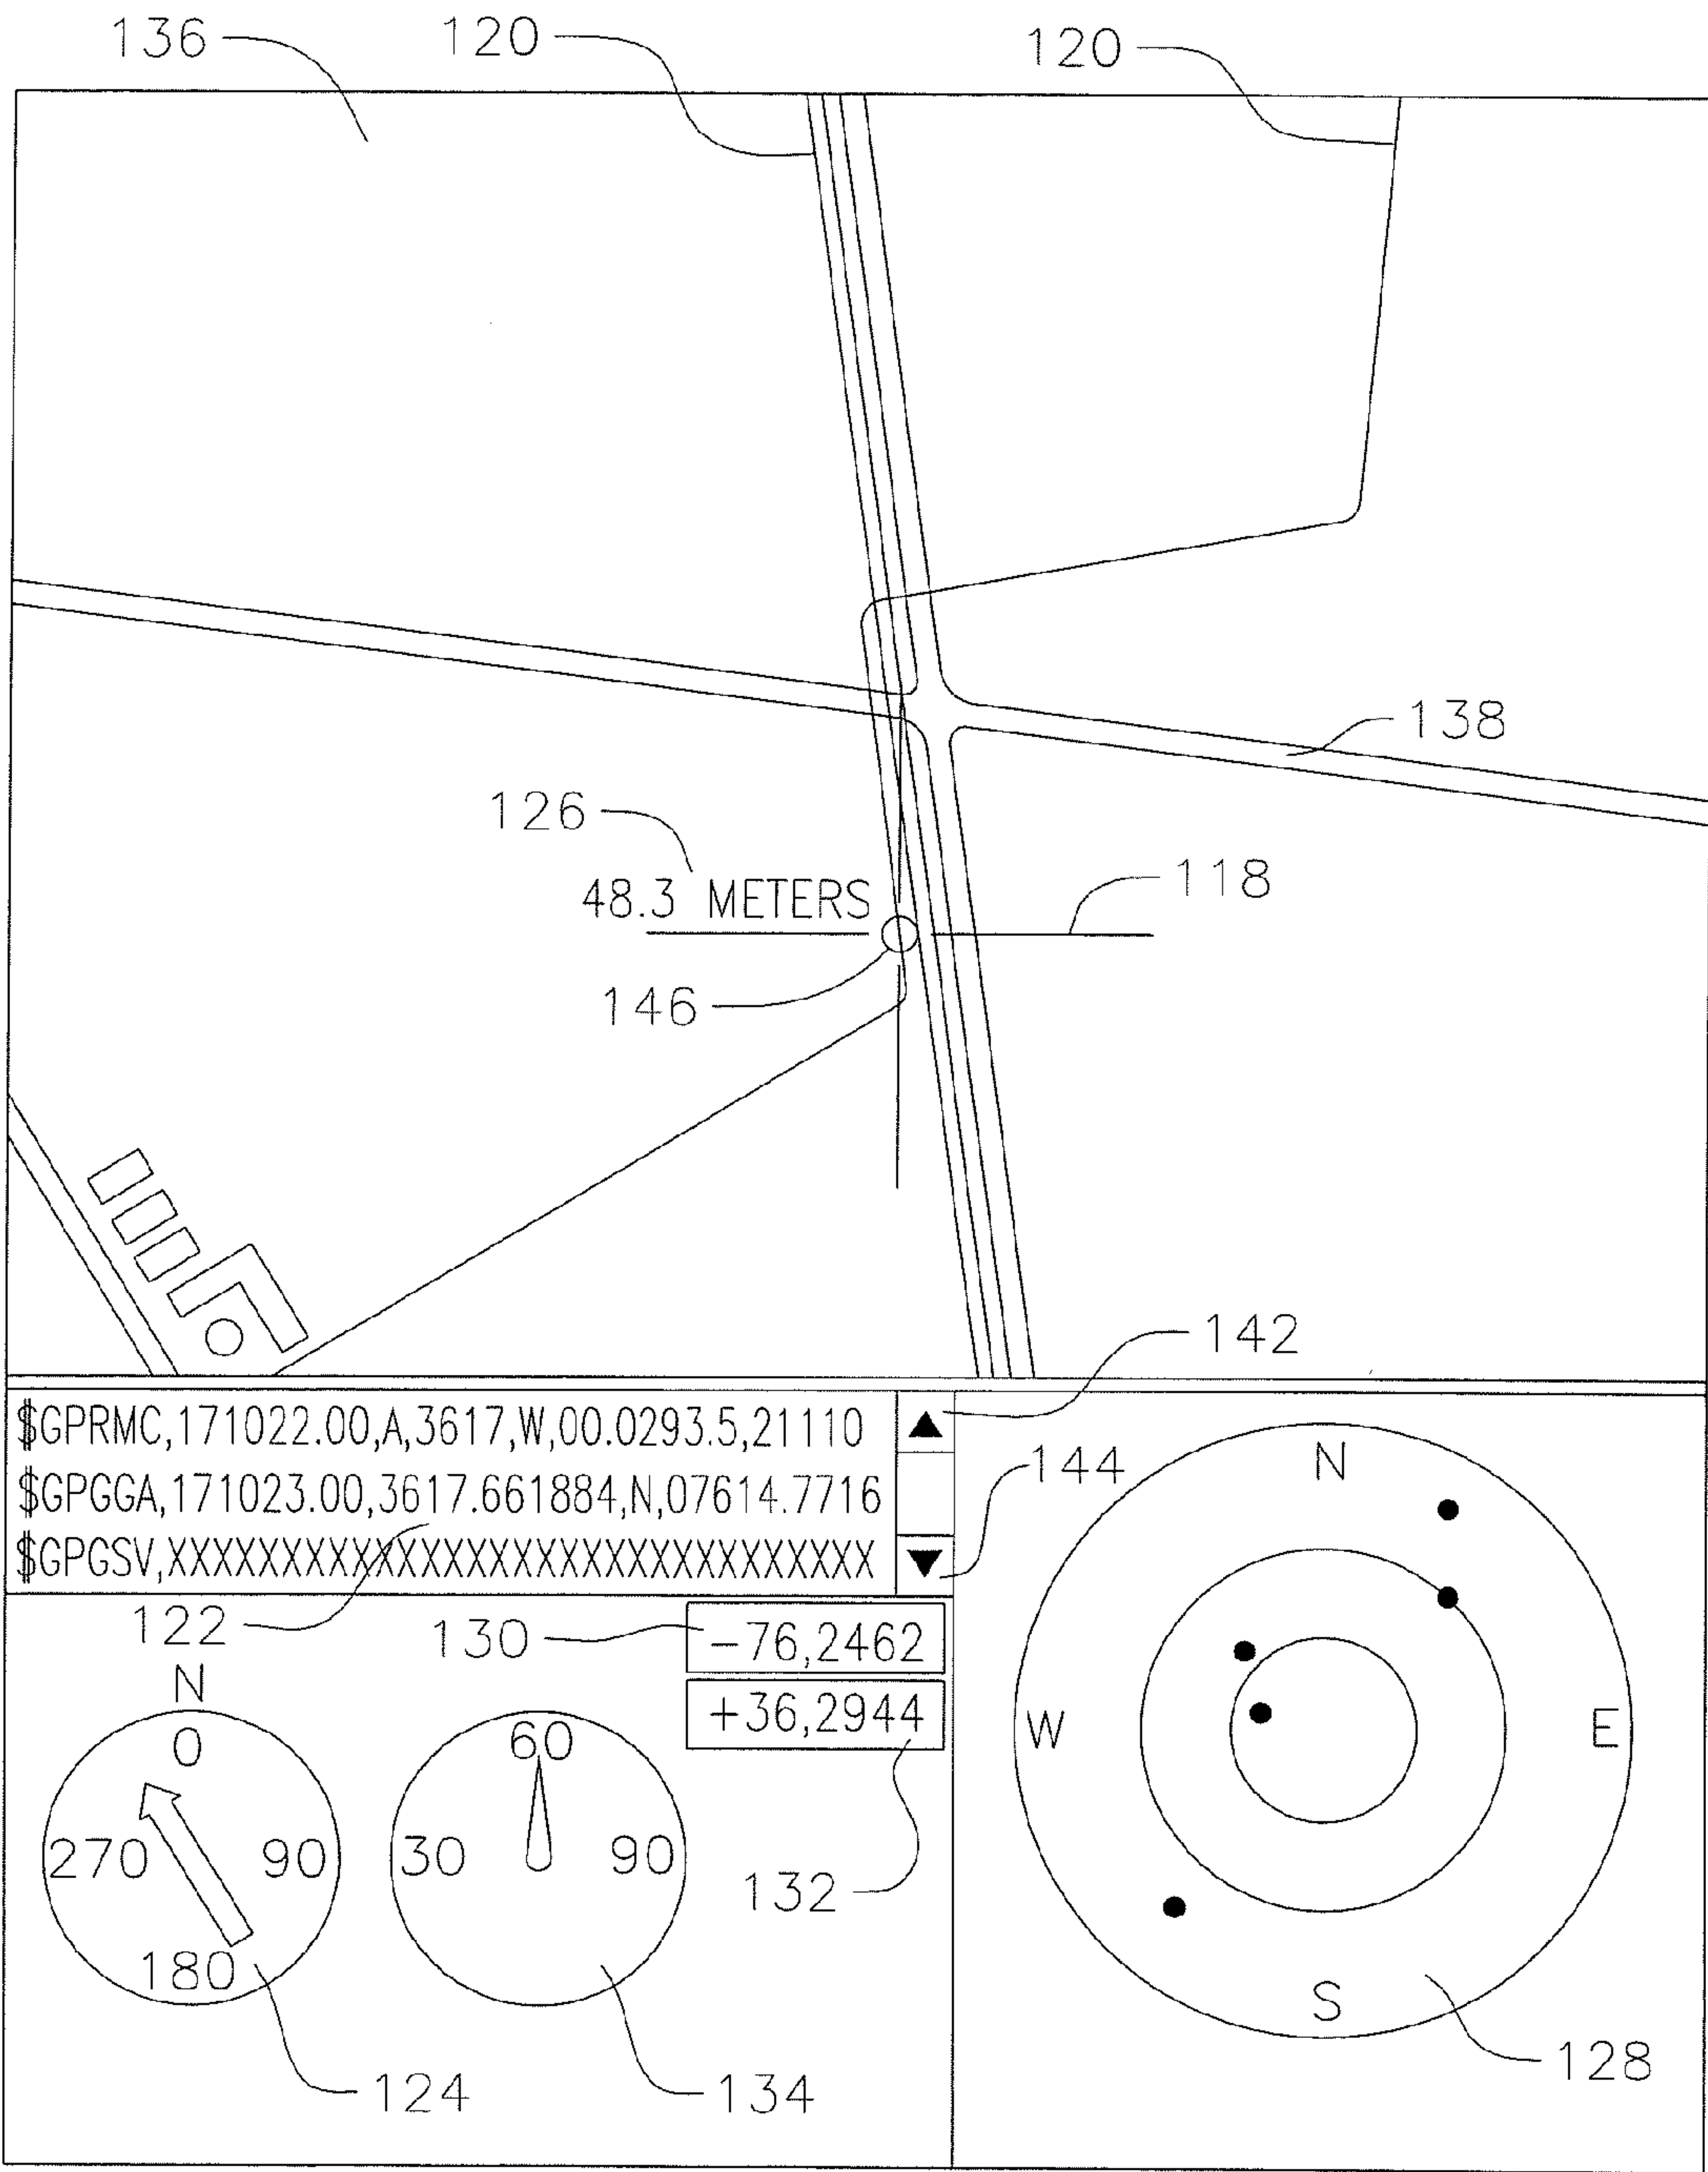 136 120 120
138
126
48.3 METERS 118
146
142
$GPRMC,171022.00,A,3617,W,00.0293.5,21110
$GPGGA,171023.00,3617.661884,N,07614.7716
$GPGSV,XXXXXXXXXXXXXXXXXXXXXXXXXXXXXX
144
122 130 -76,2462
+36,2944
N
0
270 90
180
60
30 90
132
124 134
N
W E
S
128